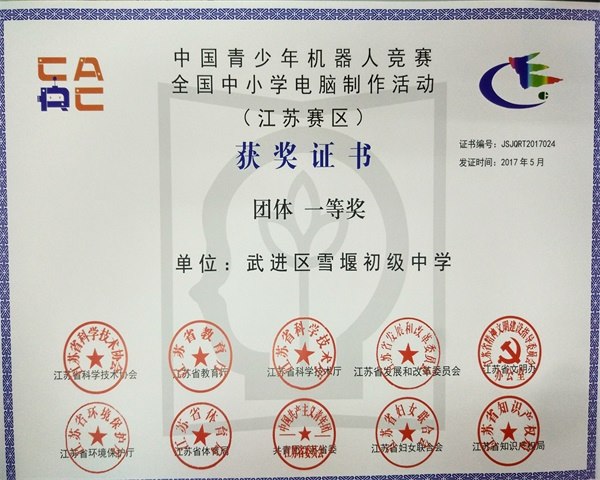 CA
RC
中国青少年机器人竞赛
全国中小学电脑制作活动
（江苏赛区）
获奖证书
证书编号：JSJQRT2017024
发证时间：2017年5月
团体 一等奖
单位：武进区雪堰初级中学
江苏省科学技术协会
江苏省教育厅
江苏省科学技术厅
江苏省发展和改革委员会
江苏省文明办
江苏省环境保护厅
江苏省体育局
共青团江苏省委
江苏省妇女联合会
江苏省知识产权局